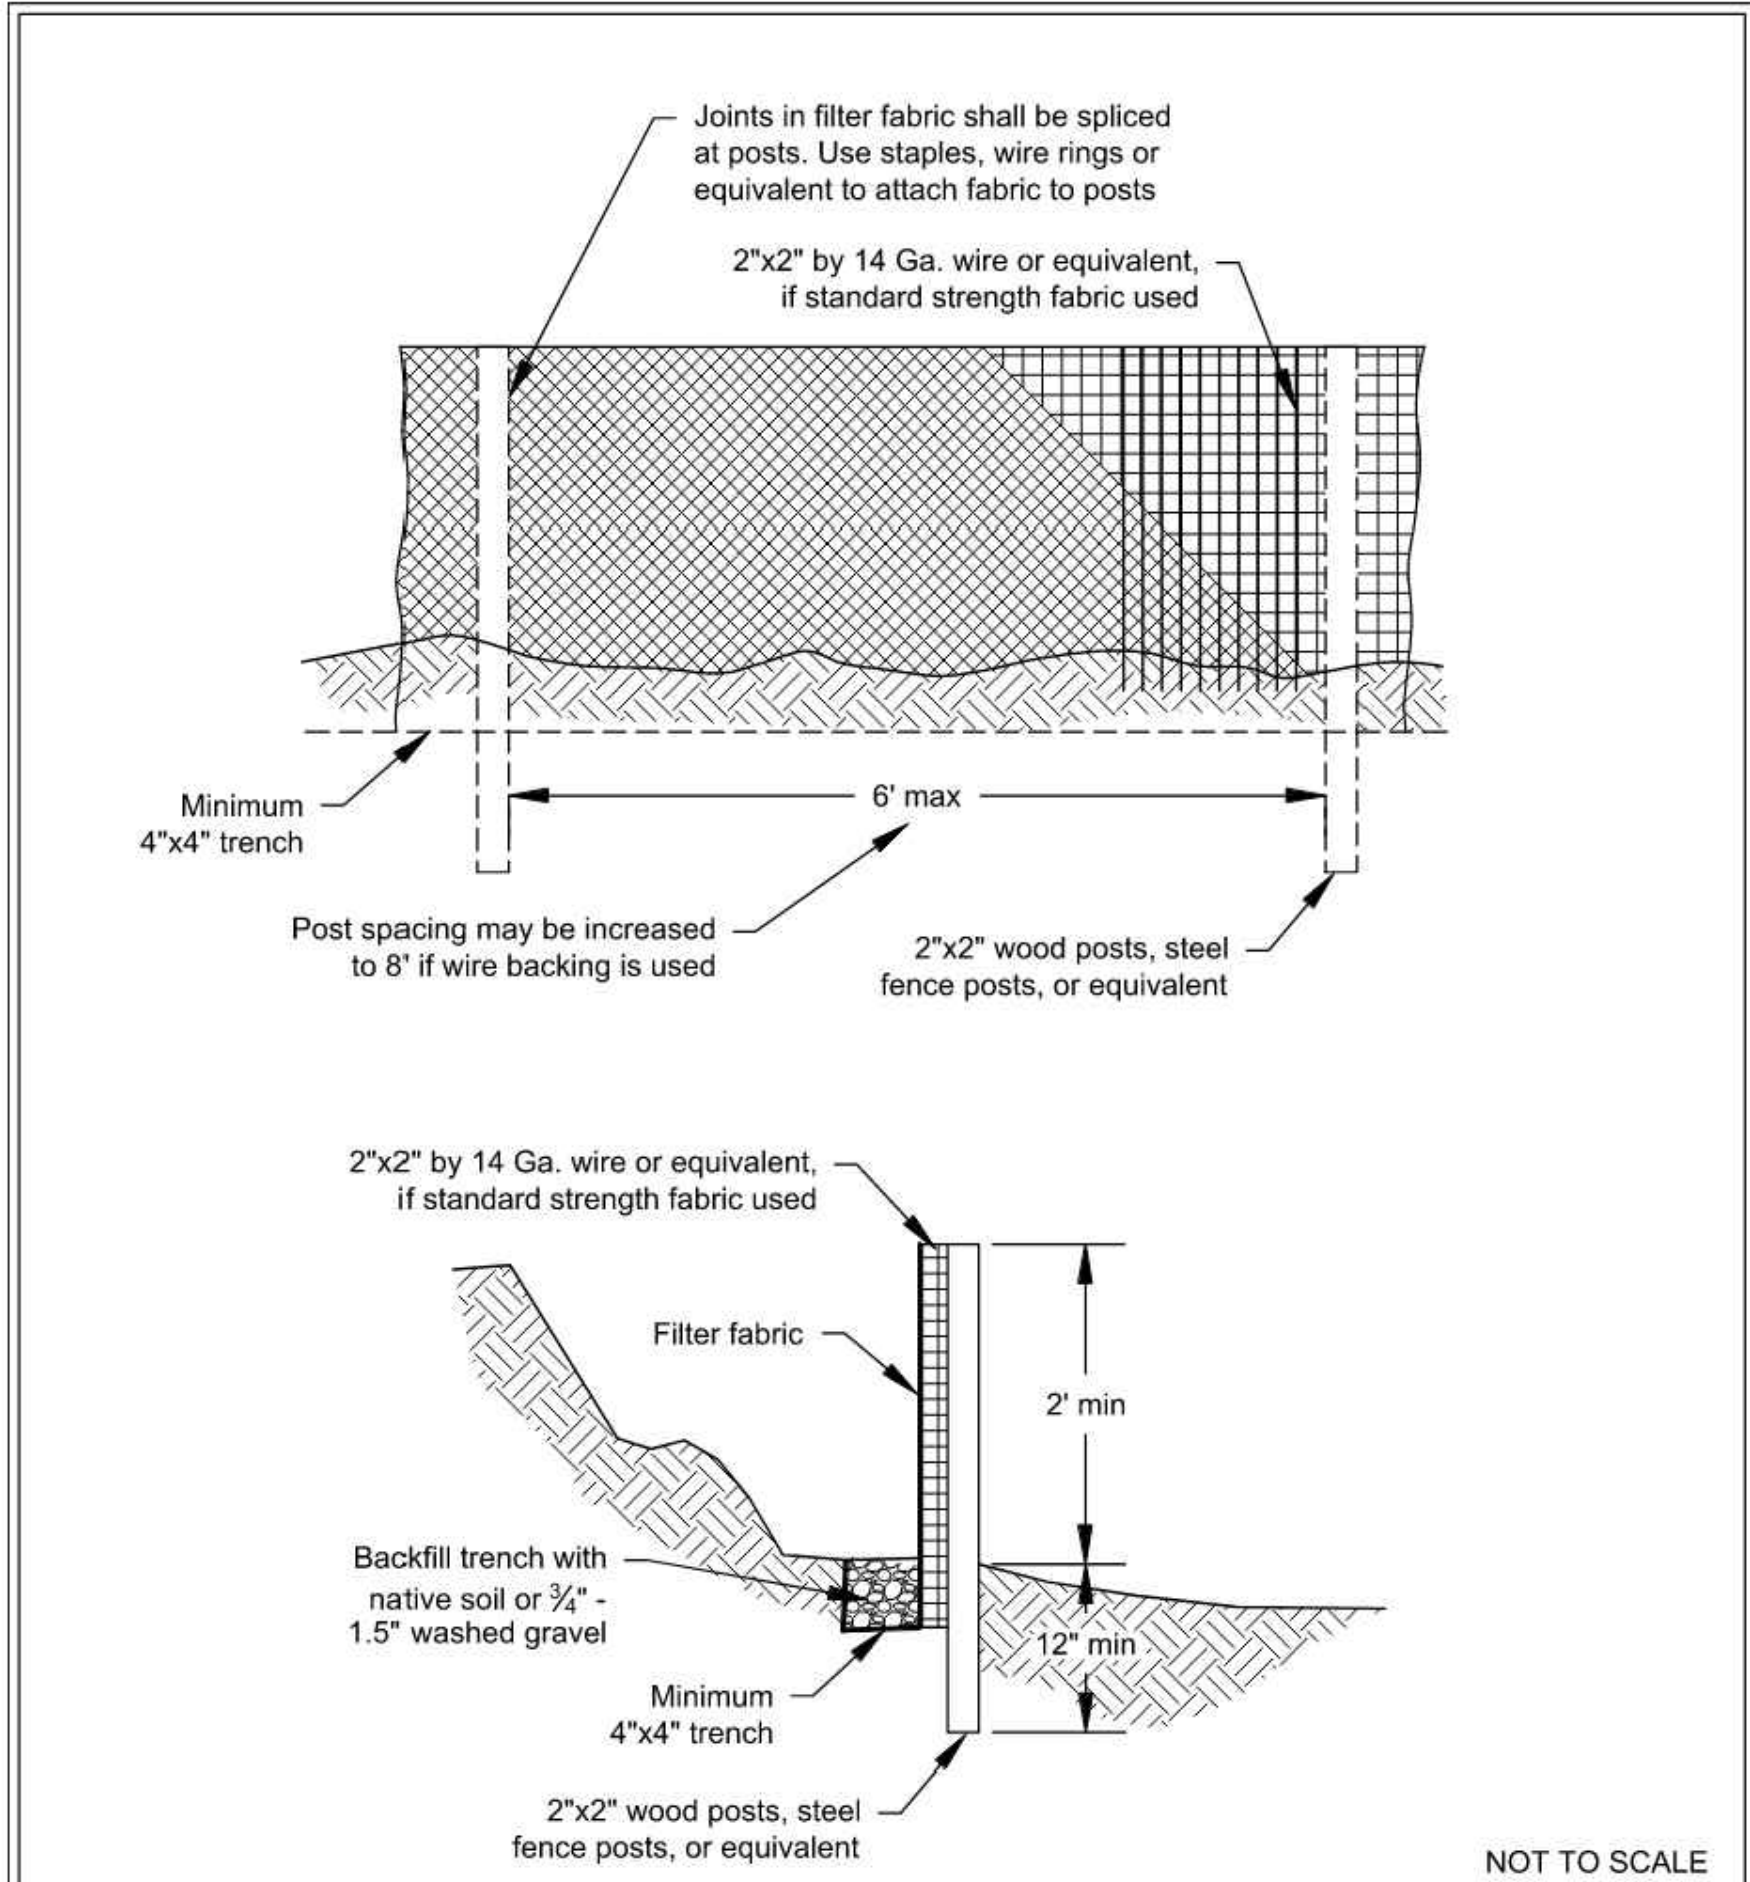 Joints in filter fabric shall be spliced
at posts. Use staples, wire rings or
equivalent to attach fabric to posts
2"x2" by 14 Ga. wire or equivalent,
if standard strength fabric used
6' max
Minimum
4"x4" trench
Post spacing may be increased
to 8' if wire backing is used
2"x2" wood posts, steel
fence posts, or equivalent
2"x2" by 14 Ga. wire or equivalent,
if standard strength fabric used
Filter fabric
2' min
Backfill trench with
native soil or ¾" -
1.5" washed gravel
12" min
Minimum
4"x4" trench
2"x2" wood posts, steel
fence posts, or equivalent
NOT TO SCALE